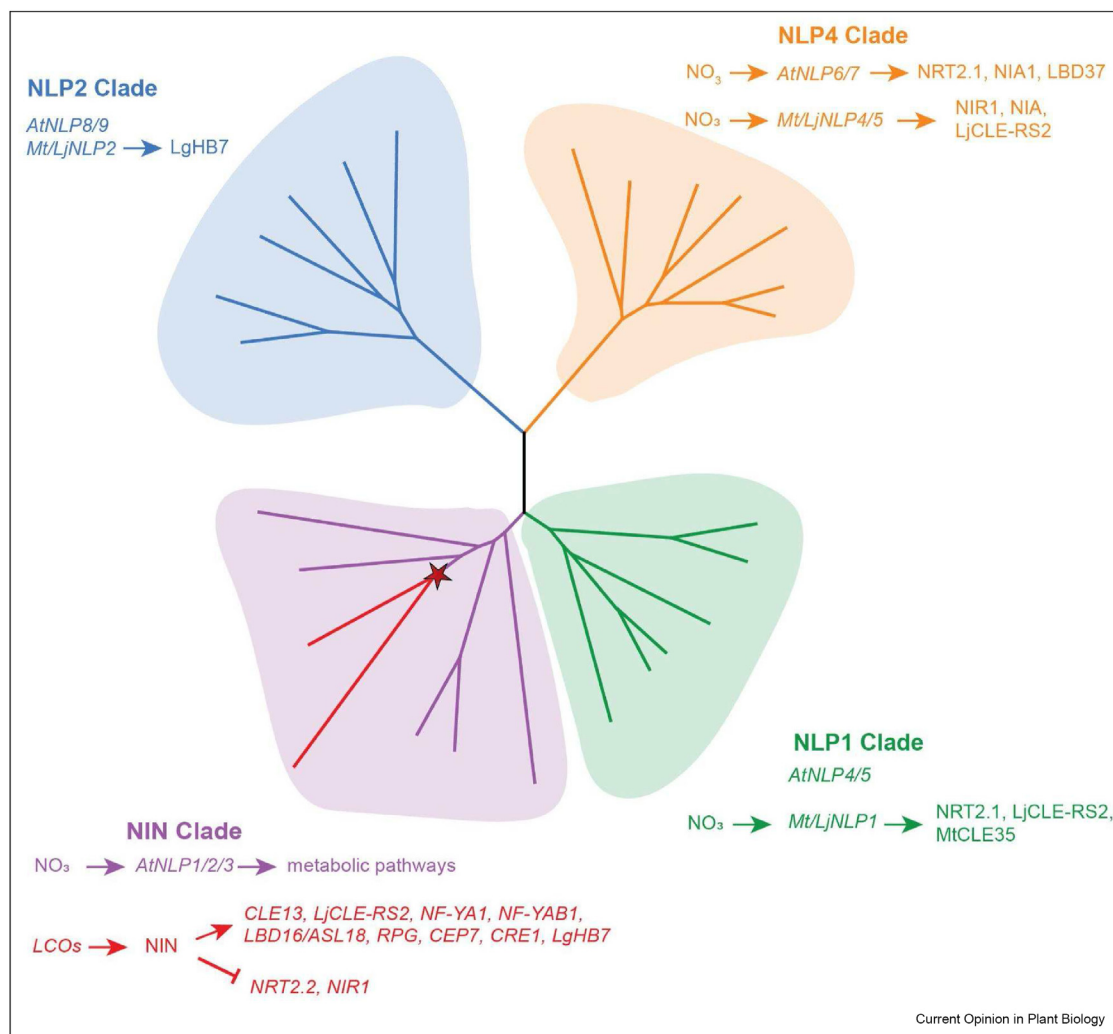 NLP4 Clade
NO₃ → AtNLP6/7 → NRT2.1, NIA1, LBD37
NO₃ → Mt/LjNLP4/5 → NIR1, NIA,
LjCLE-RS2
NLP2 Clade
AtNLP8/9
Mt/LjNLP2 → LgHB7
NLP1 Clade
AtNLP4/5
NO₃ → Mt/LjNLP1 → NRT2.1, LjCLE-RS2,
MtCLE35
NIN Clade
NO₃ → AtNLP1/2/3 → metabolic pathways
CLE13, LjCLE-RS2, NF-YA1, NF-YAB1,
LBD16/ASL18, RPG, CEP7, CRE1, LgHB7
LCOs → NIN
NRT2.2, NIR1
Current Opinion in Plant Biology